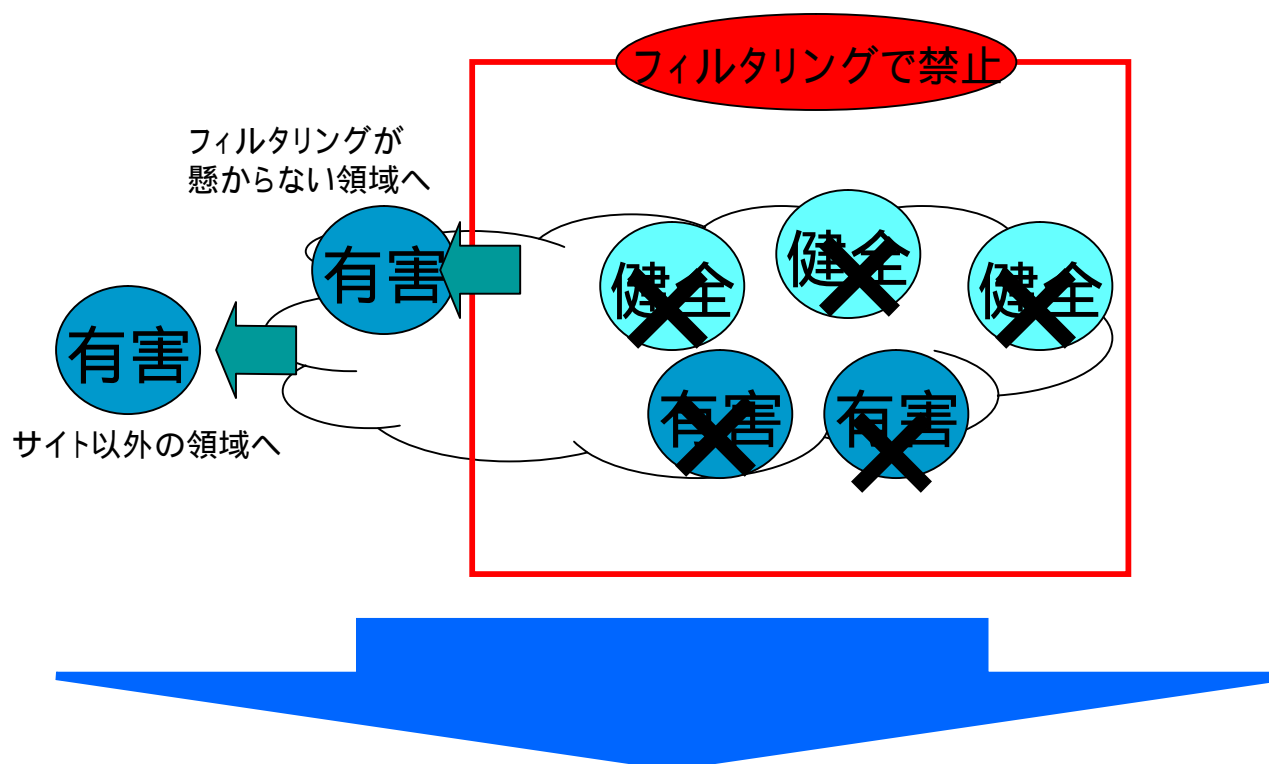 フィルタリングで禁止
フィルタリングが
懸からない領域へ
有害
健全
健全
健全
有害
サイト以外の領域へ
有害
有害